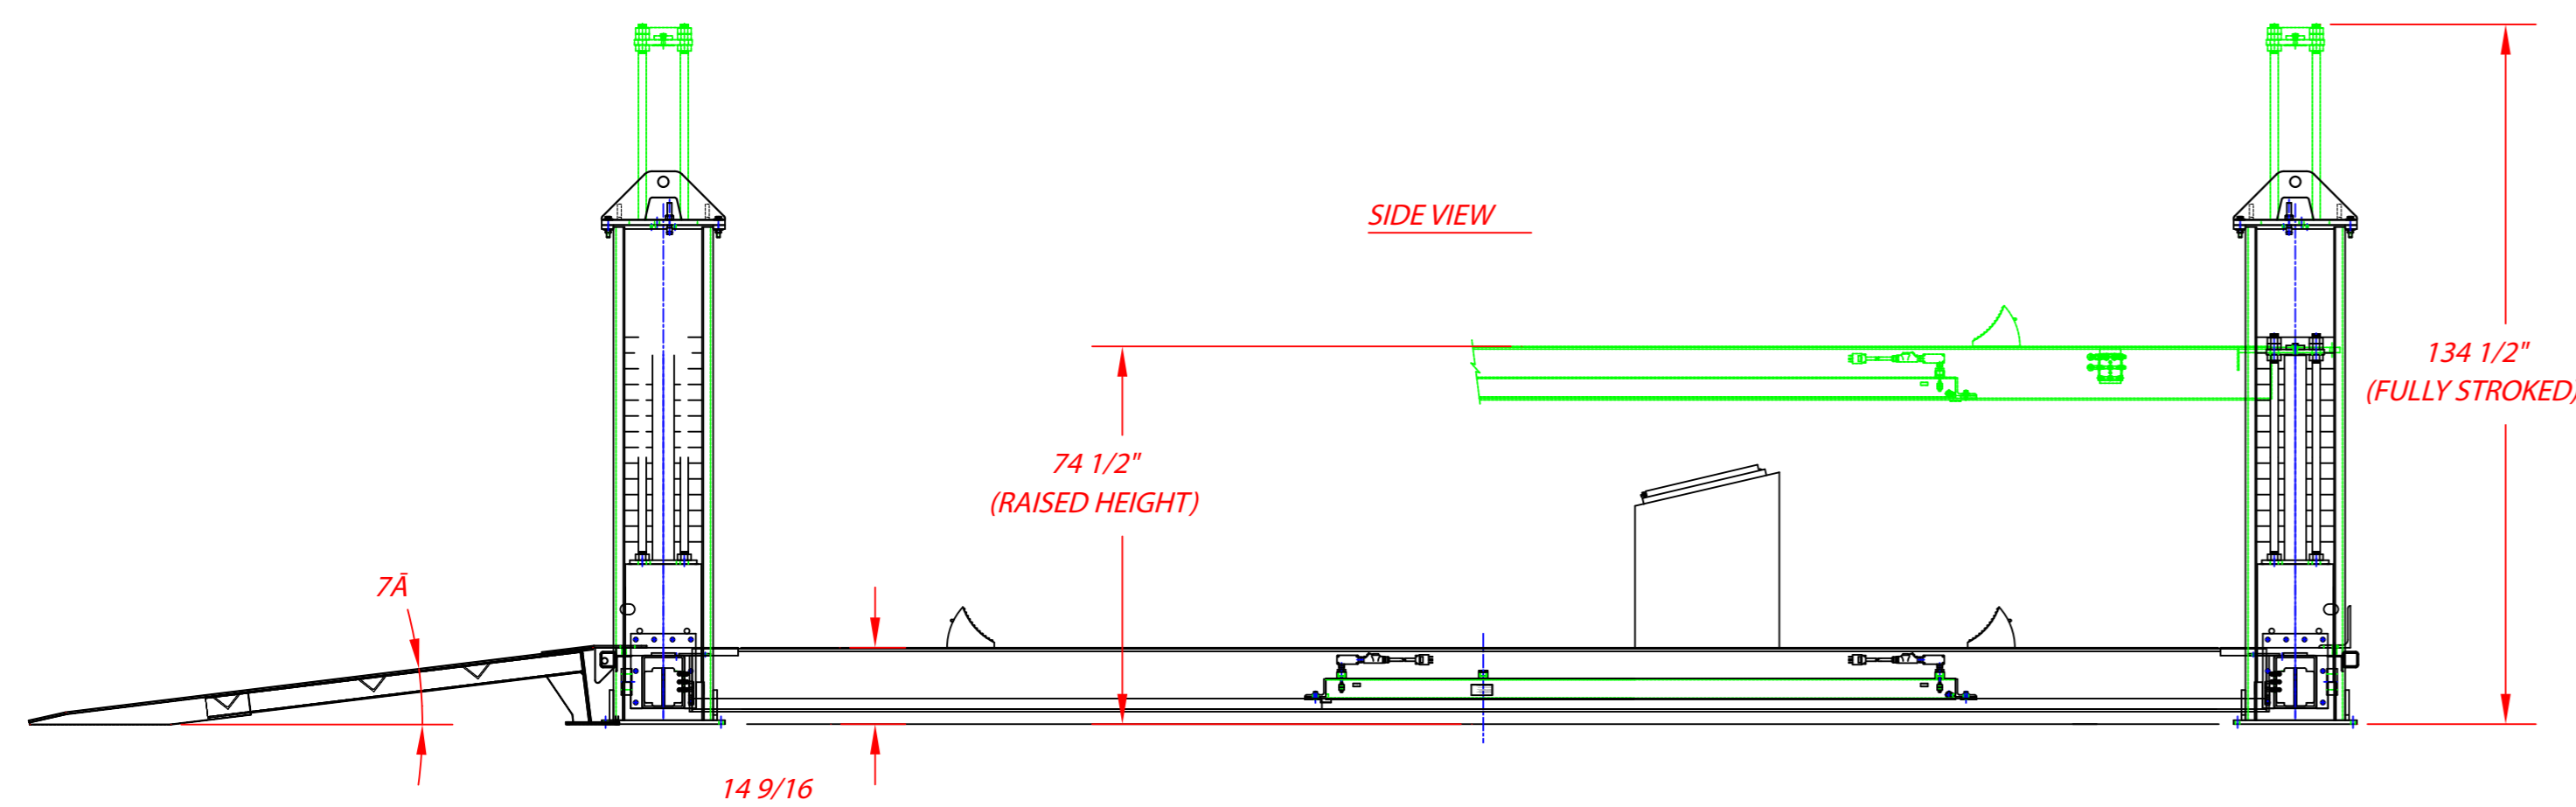 SIDE VIEW
134 1/2"
(FULLY STROKED)
74 1/2"
(RAISED HEIGHT)
7Ā
14 9/16